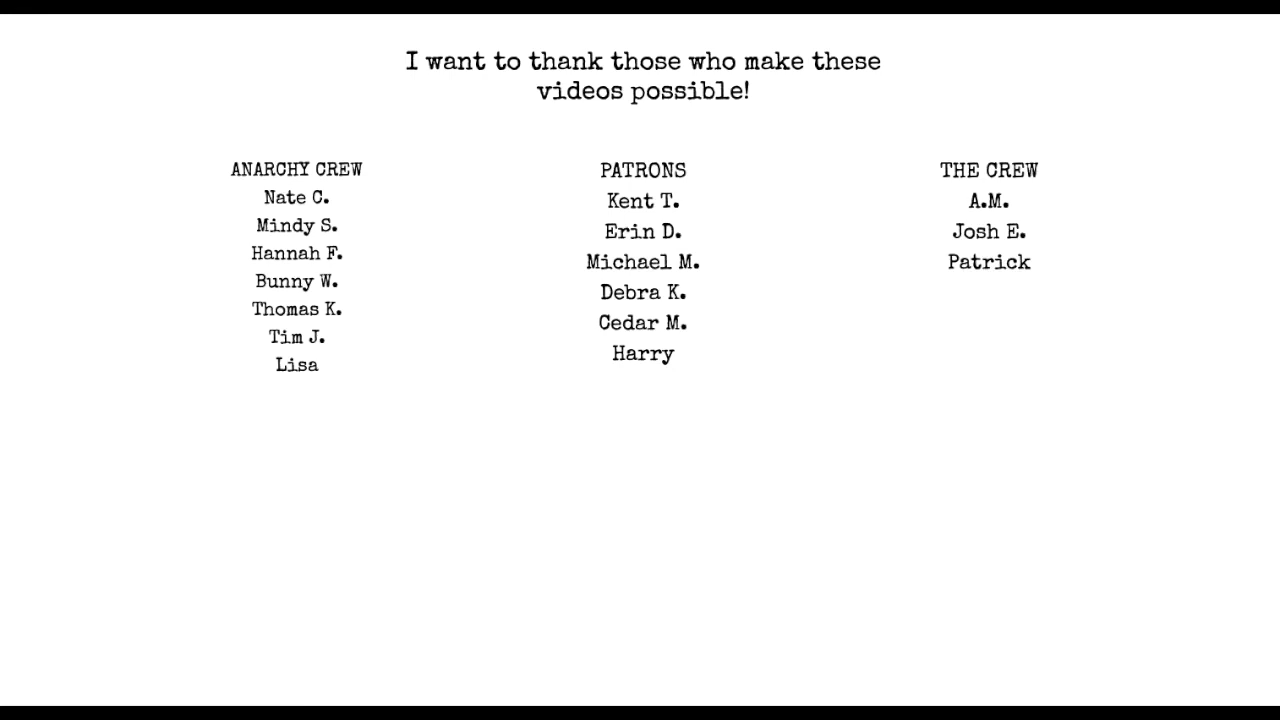 I want to thank those who make these
videos possible!
ANARCHY CREW
Nate C.
Mindy S.
Hannah F.
Bunny W.
Thomas K.
Tim J.
Lisa
PATRONS
Kent T.
Erin D.
Michael M.
Debra K.
Cedar M.
Harry
THE CREW
A.M.
Josh E.
Patrick